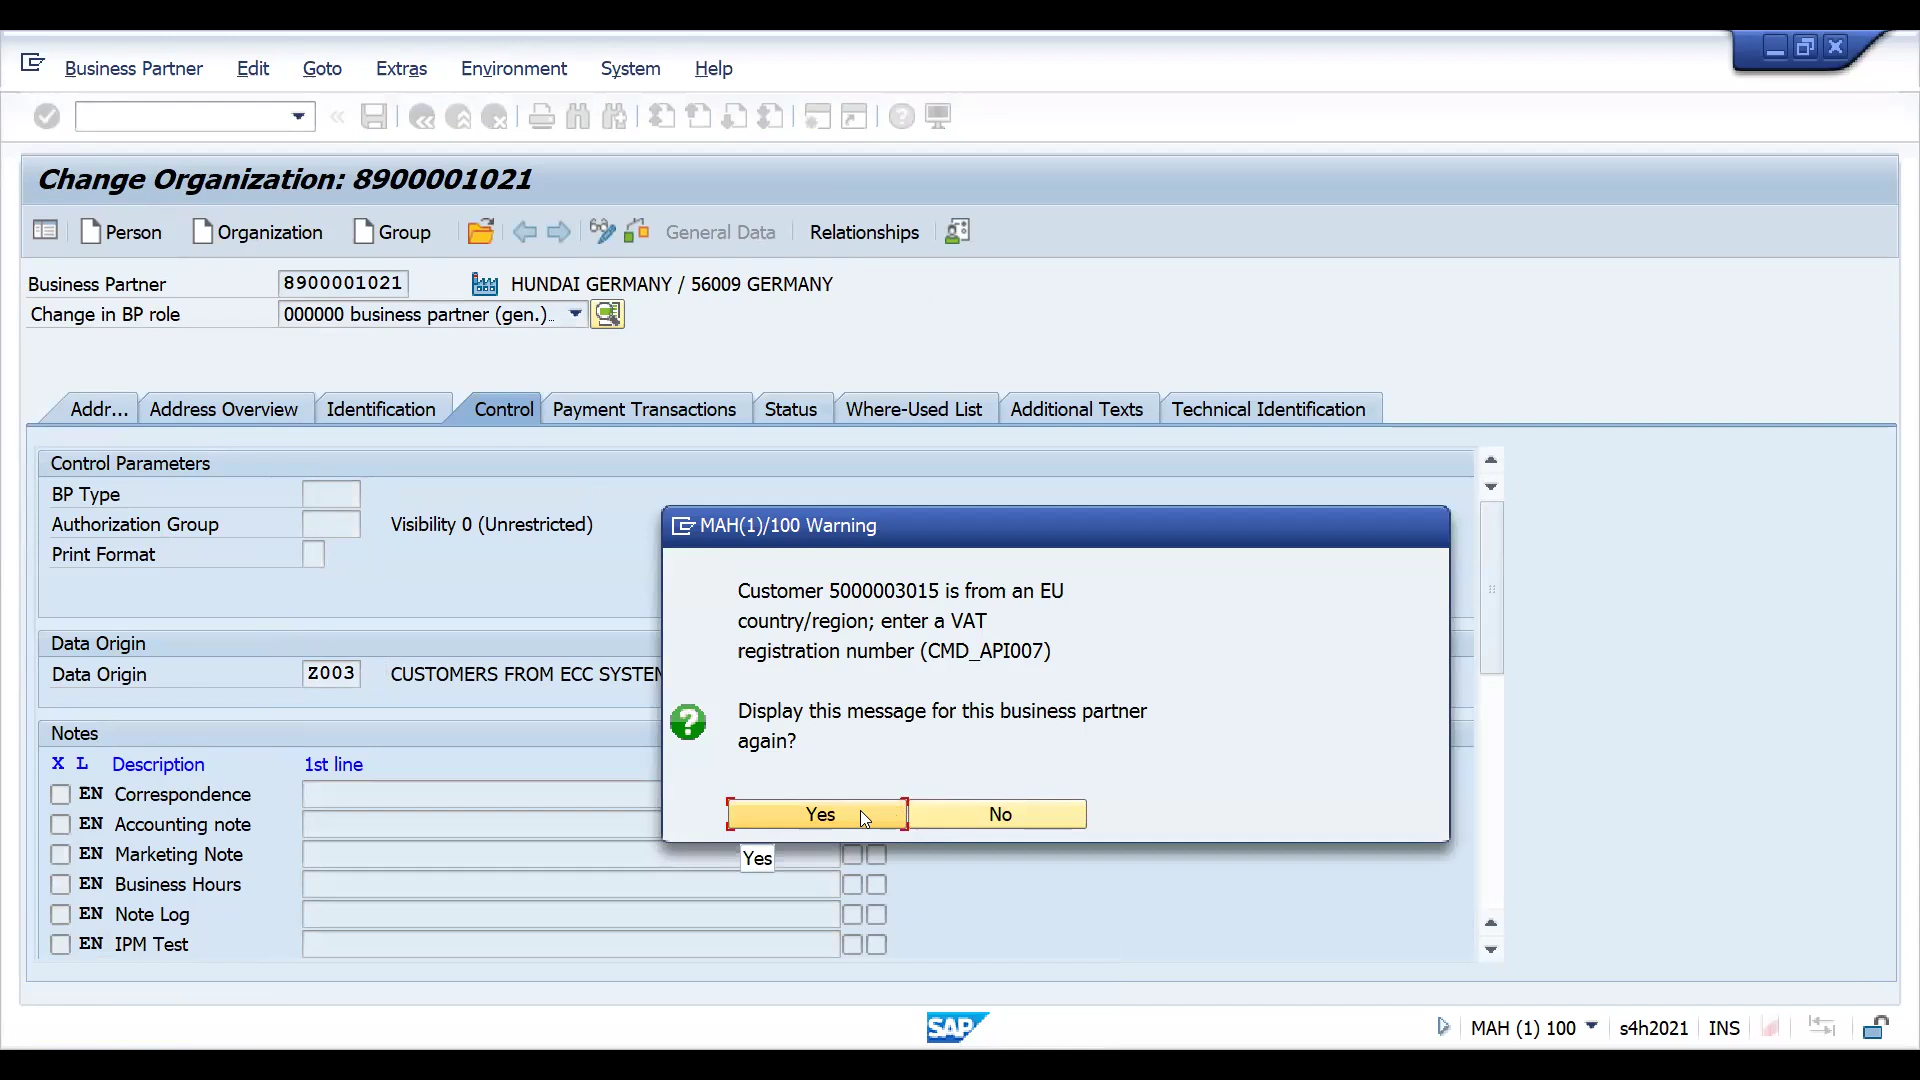 Business Partner Edit Goto Extras Environment System Help
Change Organization: 8900001021
Person Organization Group General Data Relationships
Business Partner 8900001021 HUNDAI GERMANY / 56009 GERMANY
Change in BP role 000000 business partner (gen.)..
Addr... Address Overview Identification Control Payment Transactions Status Where-Used List Additional Texts Technical Identification
Control Parameters
BP Type
Authorization Group Visibility 0 (Unrestricted)
Print Format
Data Origin
Data Origin Z003 CUSTOMERS FROM ECC SYSTEM
Notes
X L Description 1st line
EN Correspondence
EN Accounting note
EN Marketing Note
EN Business Hours
EN Note Log
EN IPM Test
MAH(1)/100 Warning
Customer 5000003015 is from an EU
country/region; enter a VAT
registration number (CMD_API007)
Display this message for this business partner
again?
Yes No
Yes
SAP MAH (1) 100 s4h2021 INS